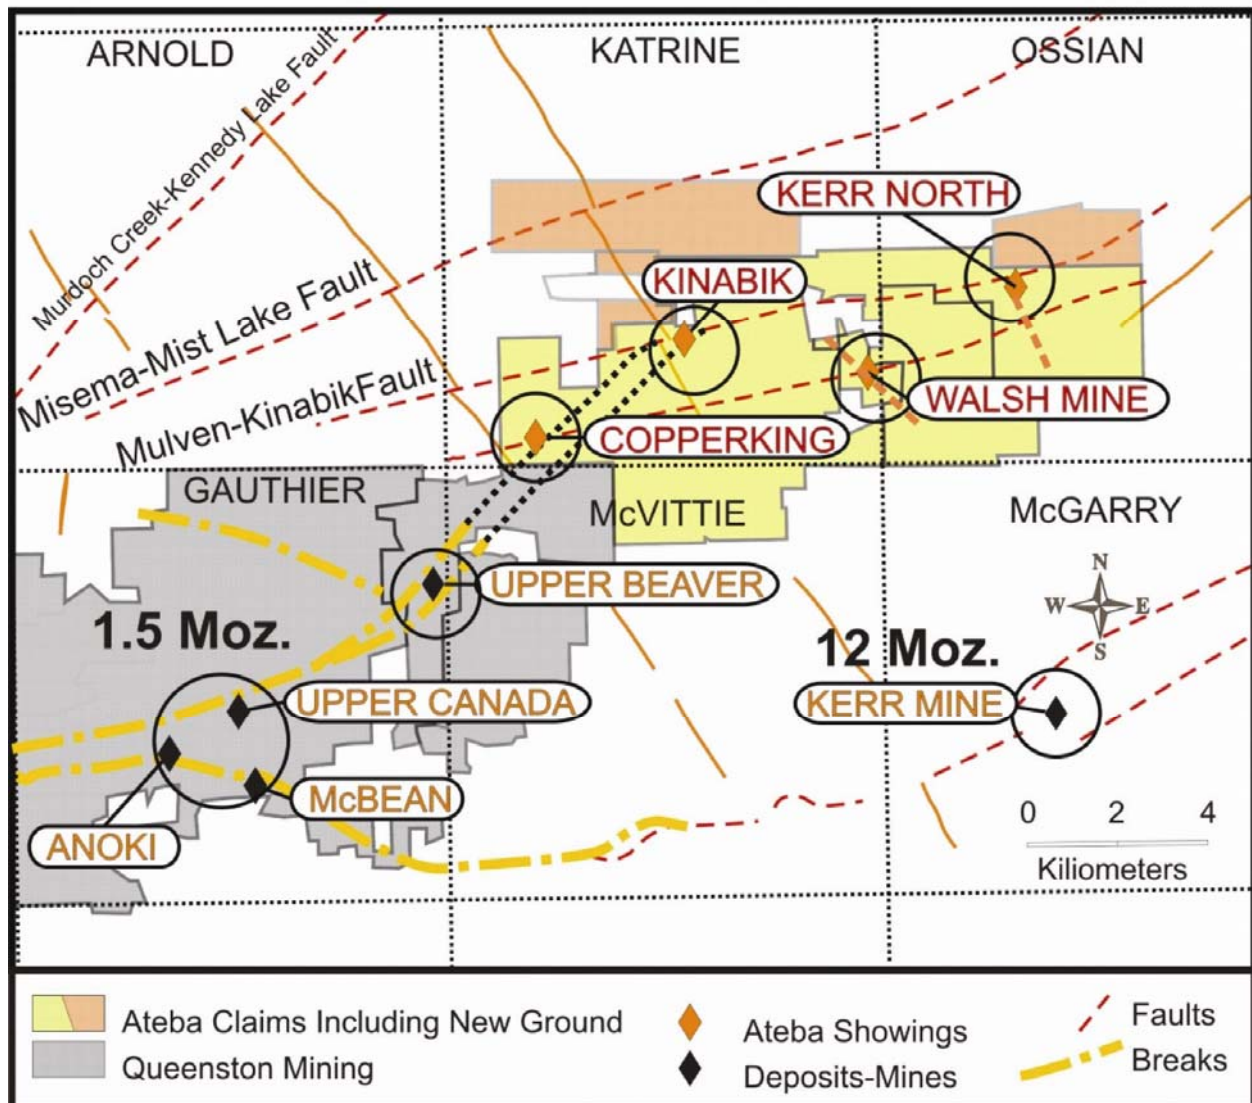 ARNOLD
KATRINE
OSSIAN
Murdoch Creek-Kennedy Lake Fault
KERR NORTH
KINABIK
Misema-Mist Lake Fault
Mulven-KinabikFault
WALSH MINE
COPPERKING
GAUTHIER
McVITTIE
McGARRY
N
W E
S
UPPER BEAVER
1.5 Moz.
12 Moz.
UPPER CANADA
KERR MINE
McBEAN
ANOKI
0 2 4
Kiliometers
Ateba Claims Including New Ground
Queenston Mining
Ateba Showings
Deposits-Mines
Faults
Breaks